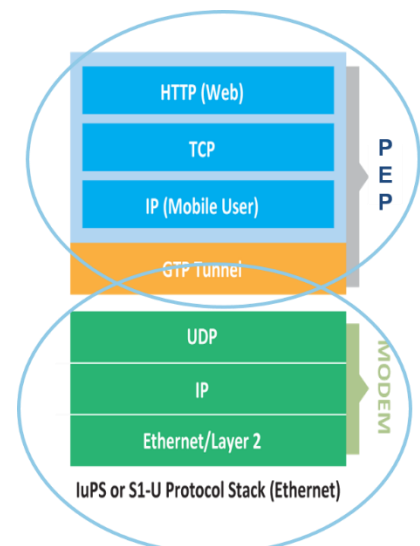 HTTP (Web)
TCP
IP (Mobile User)
GTP Tunnel
PEP
UDP
IP
Ethernet/Layer 2
MODEM
IuPS or S1-U Protocol Stack (Ethernet)